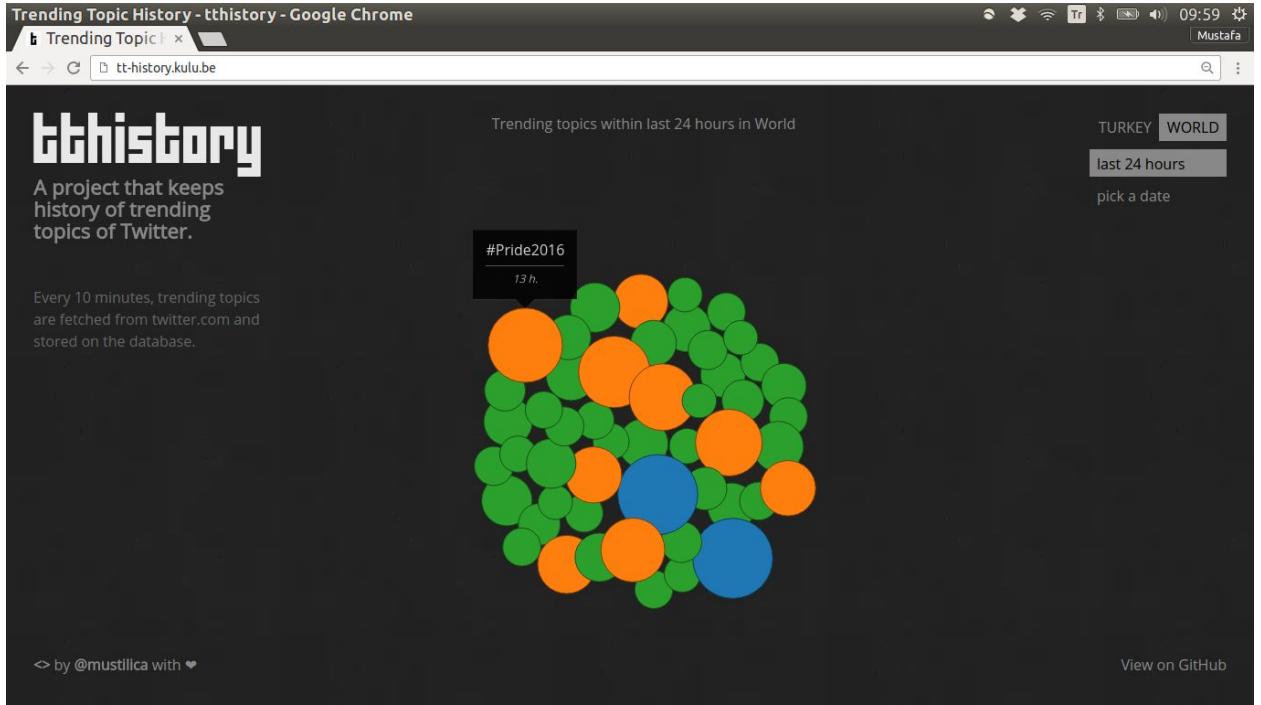 Trending Topic History - tthistory - Google Chrome
Tr
09:59
t Trending Topic H ×
Mustafa
tt-history.kulu.be
tthistory
A project that keeps
history of trending
topics of Twitter.
Every 10 minutes, trending topics
are fetched from twitter.com and
stored on the database.
Trending topics within last 24 hours in World
TURKEY WORLD
last 24 hours
pick a date
#Pride2016
13 h.
<> by @mustilica with ❤
View on GitHub